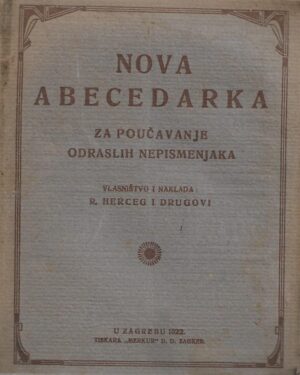 NOVA
ABECEDARKA
ZA POUČAVANJE
ODRASLIH NEPISMENJAKA
VLASNIŠTVO I NAKLADA
R. HERCEG I DRUGOVI
U ZAGREBU 1922.
TISKARA „MERKUR" D. D. ZAGREB.